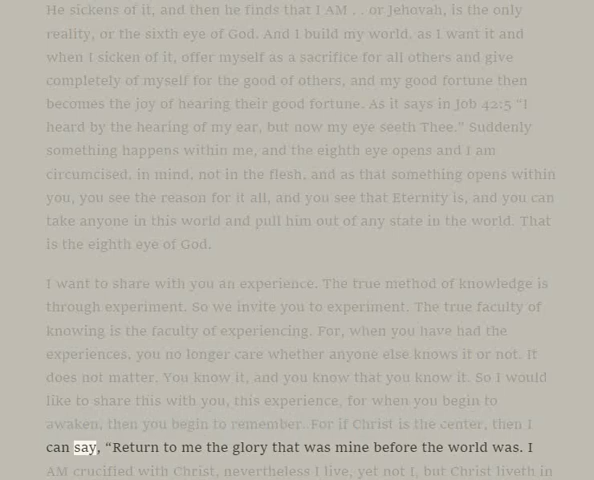 He sickens of it, and then he finds that I AM . . or Jehovah, is the only
reality, or the sixth eye of God. And I build my world, as I want it and
when I sicken of it, offer myself as a sacrifice for all others and give
completely of myself for the good of others, and my good fortune then
becomes the joy of hearing their good fortune. As it says in Job 42:5 “I
heard by the hearing of my ear, but now my eye seeth Thee.” Suddenly
something happens within me, and the eighth eye opens and I am
circumcised, in mind, not in the flesh, and as that something opens within
you, you see the reason for it all, and you see that Eternity is, and you can
take anyone in this world and pull him out of any state in the world. That
is the eighth eye of God.
I want to share with you an experience. The true method of knowledge is
through experiment. So we invite you to experiment. The true faculty of
knowing is the faculty of experiencing. For, when you have had the
experiences, you no longer care whether anyone else knows it or not. It
does not matter. You know it, and you know that you know it. So I would
like to share this with you, this experience, for when you begin to
awaken, then you begin to remember. For if Christ is the center, then I
can say, “Return to me the glory that was mine before the world was. I
AM crucified with Christ, nevertheless I live, yet not I, but Christ liveth in